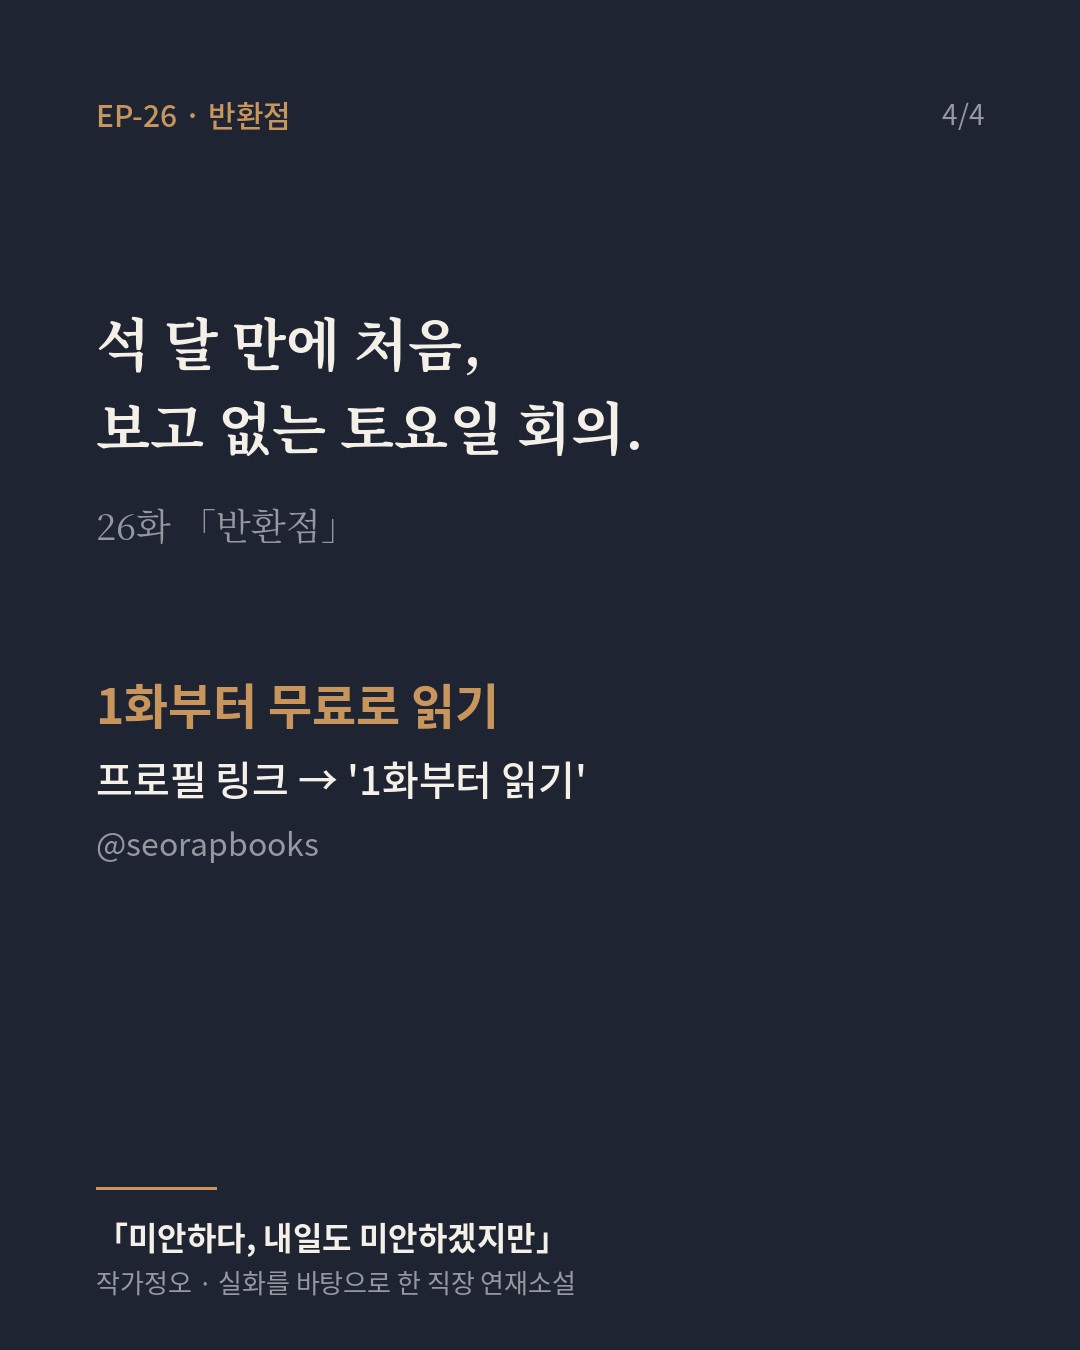 EP-26 · 반환점
4/4
석 달 만에 처음,
보고 없는 토요일 회의.
26화 「반환점」
1화부터 무료로 읽기
프로필 링크 → '1화부터 읽기'
@seorapbooks
「미안하다, 내일도 미안하겠지만」
작가정오 · 실화를 바탕으로 한 직장 연재소설